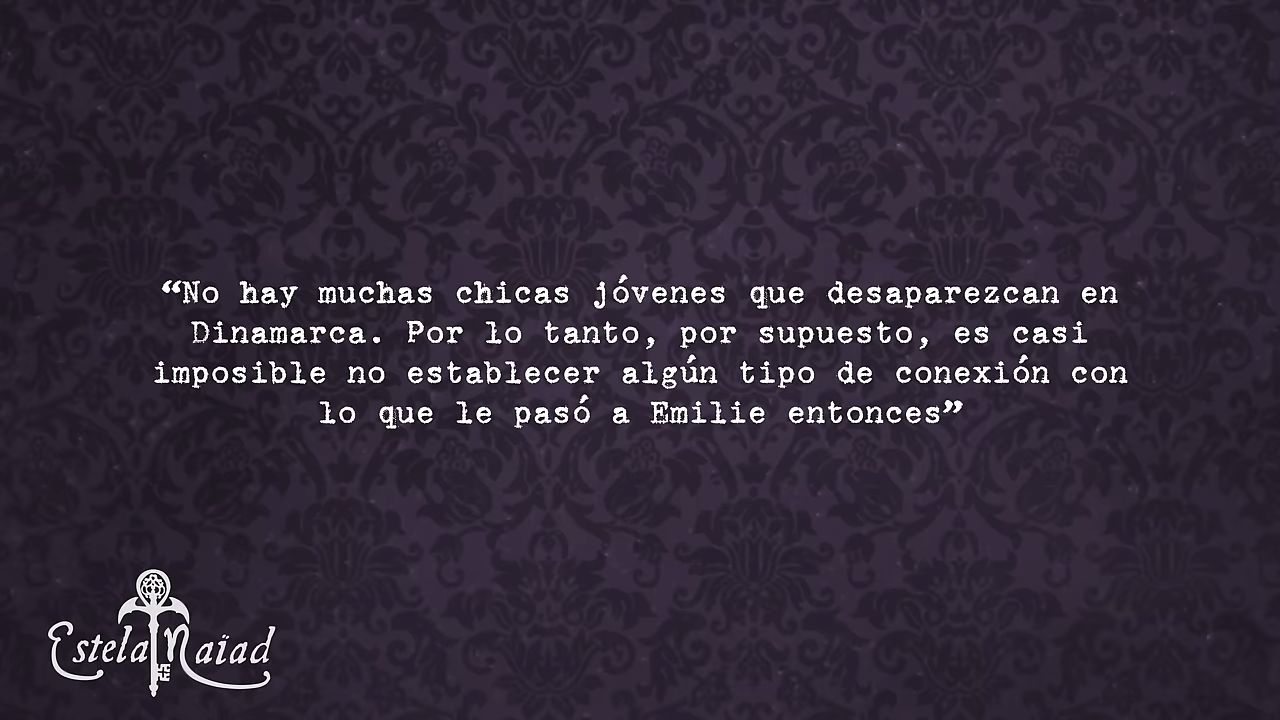 “No hay muchas chicas jóvenes que desaparezcan en
Dinamarca. Por lo tanto, por supuesto, es casi
imposible no establecer algún tipo de conexión con
lo que le pasó a Emilie entonces”
Estela Naïad